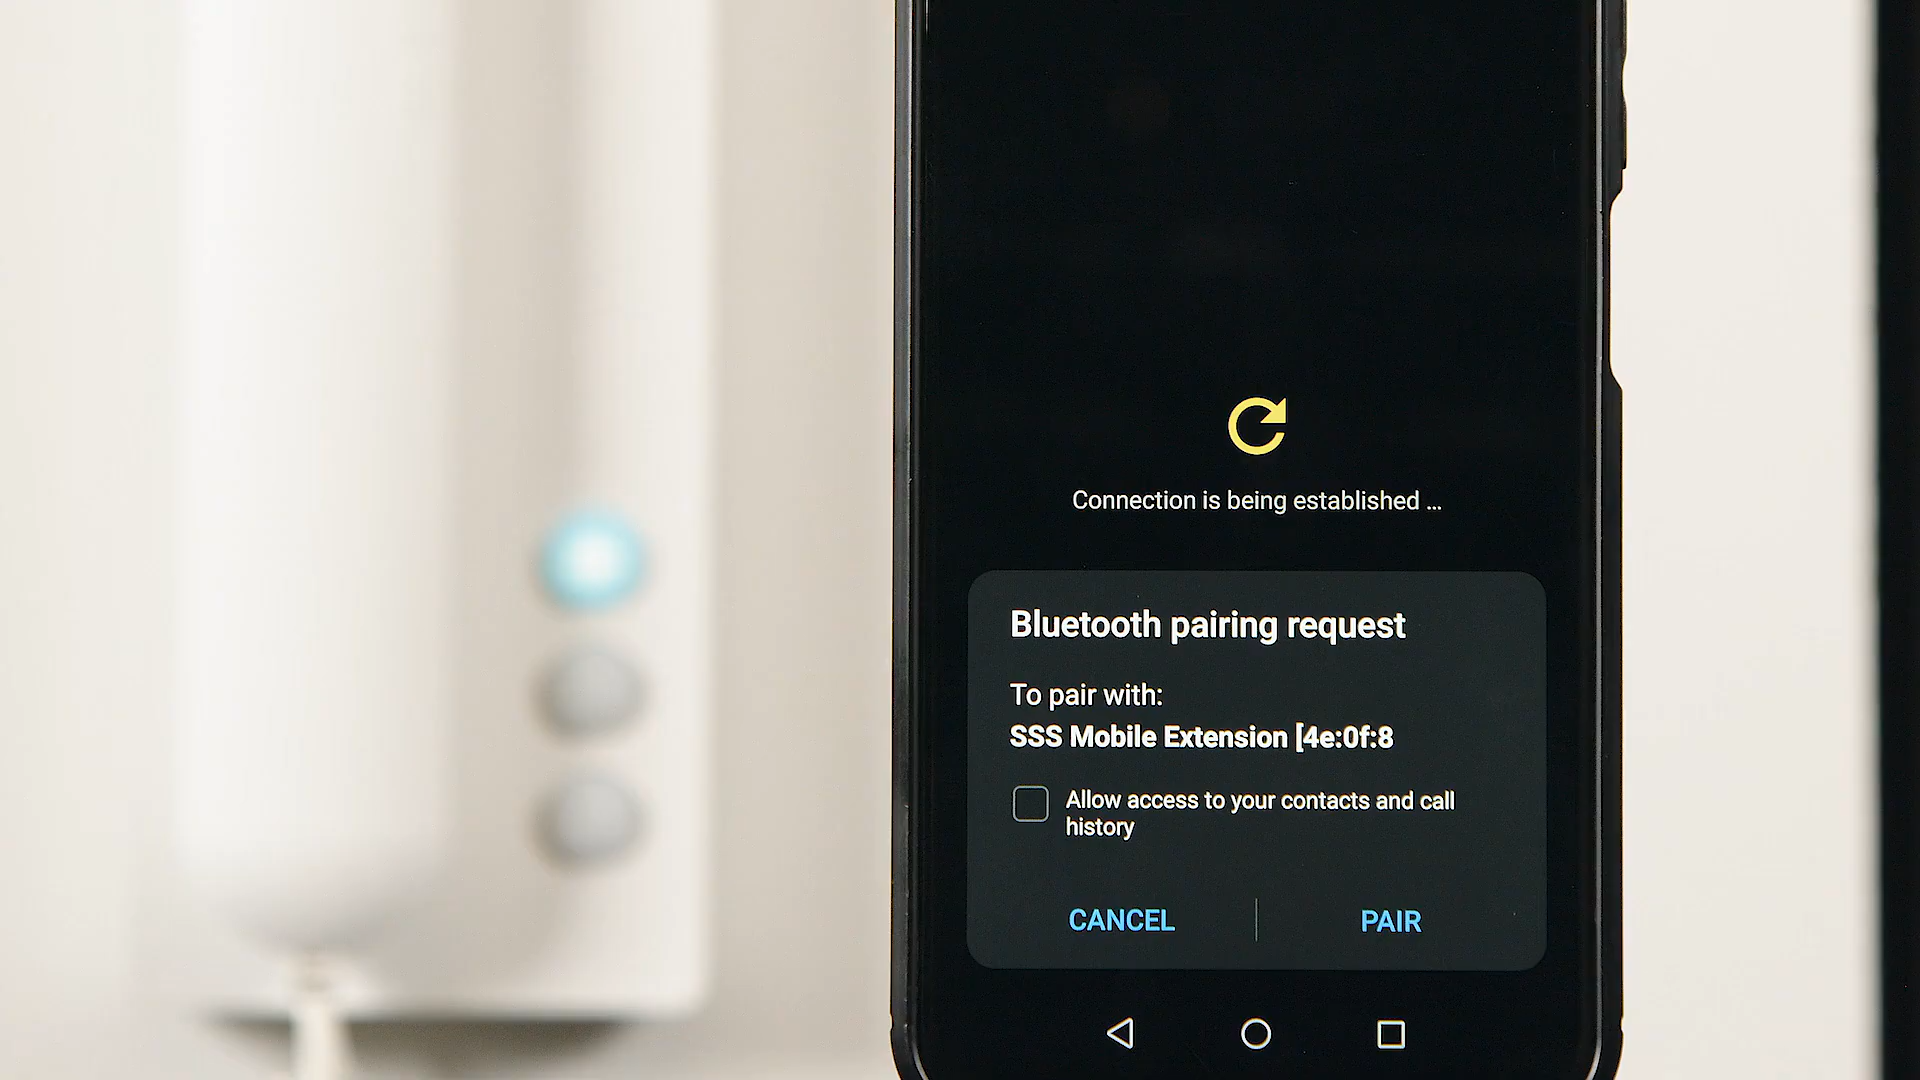 Connection is being established ...
Bluetooth pairing request
To pair with:
SSS Mobile Extension [4e:0f:8
Allow access to your contacts and call
history
CANCEL
PAIR